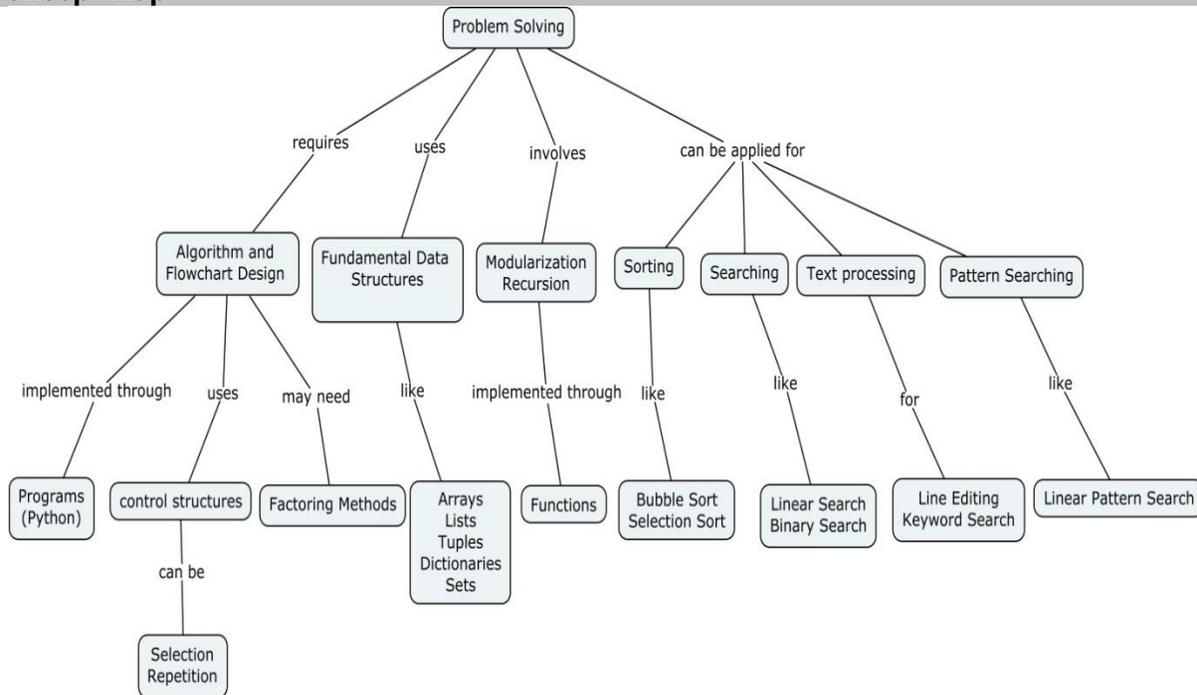 Problem Solving
requires
uses
involves
can be applied for
Algorithm and
Flowchart Design
Fundamental Data
Structures
Modularization
Recursion
Sorting
Searching
Text processing
Pattern Searching
implemented through
uses
may need
like
implemented through
like
like
for
like
Programs
(Python)
control structures
Factoring Methods
Arrays
Lists
Tuples
Dictionaries
Sets
Functions
Bubble Sort
Selection Sort
Linear Search
Binary Search
Line Editing
Keyword Search
Linear Pattern Search
can be
Selection
Repetition